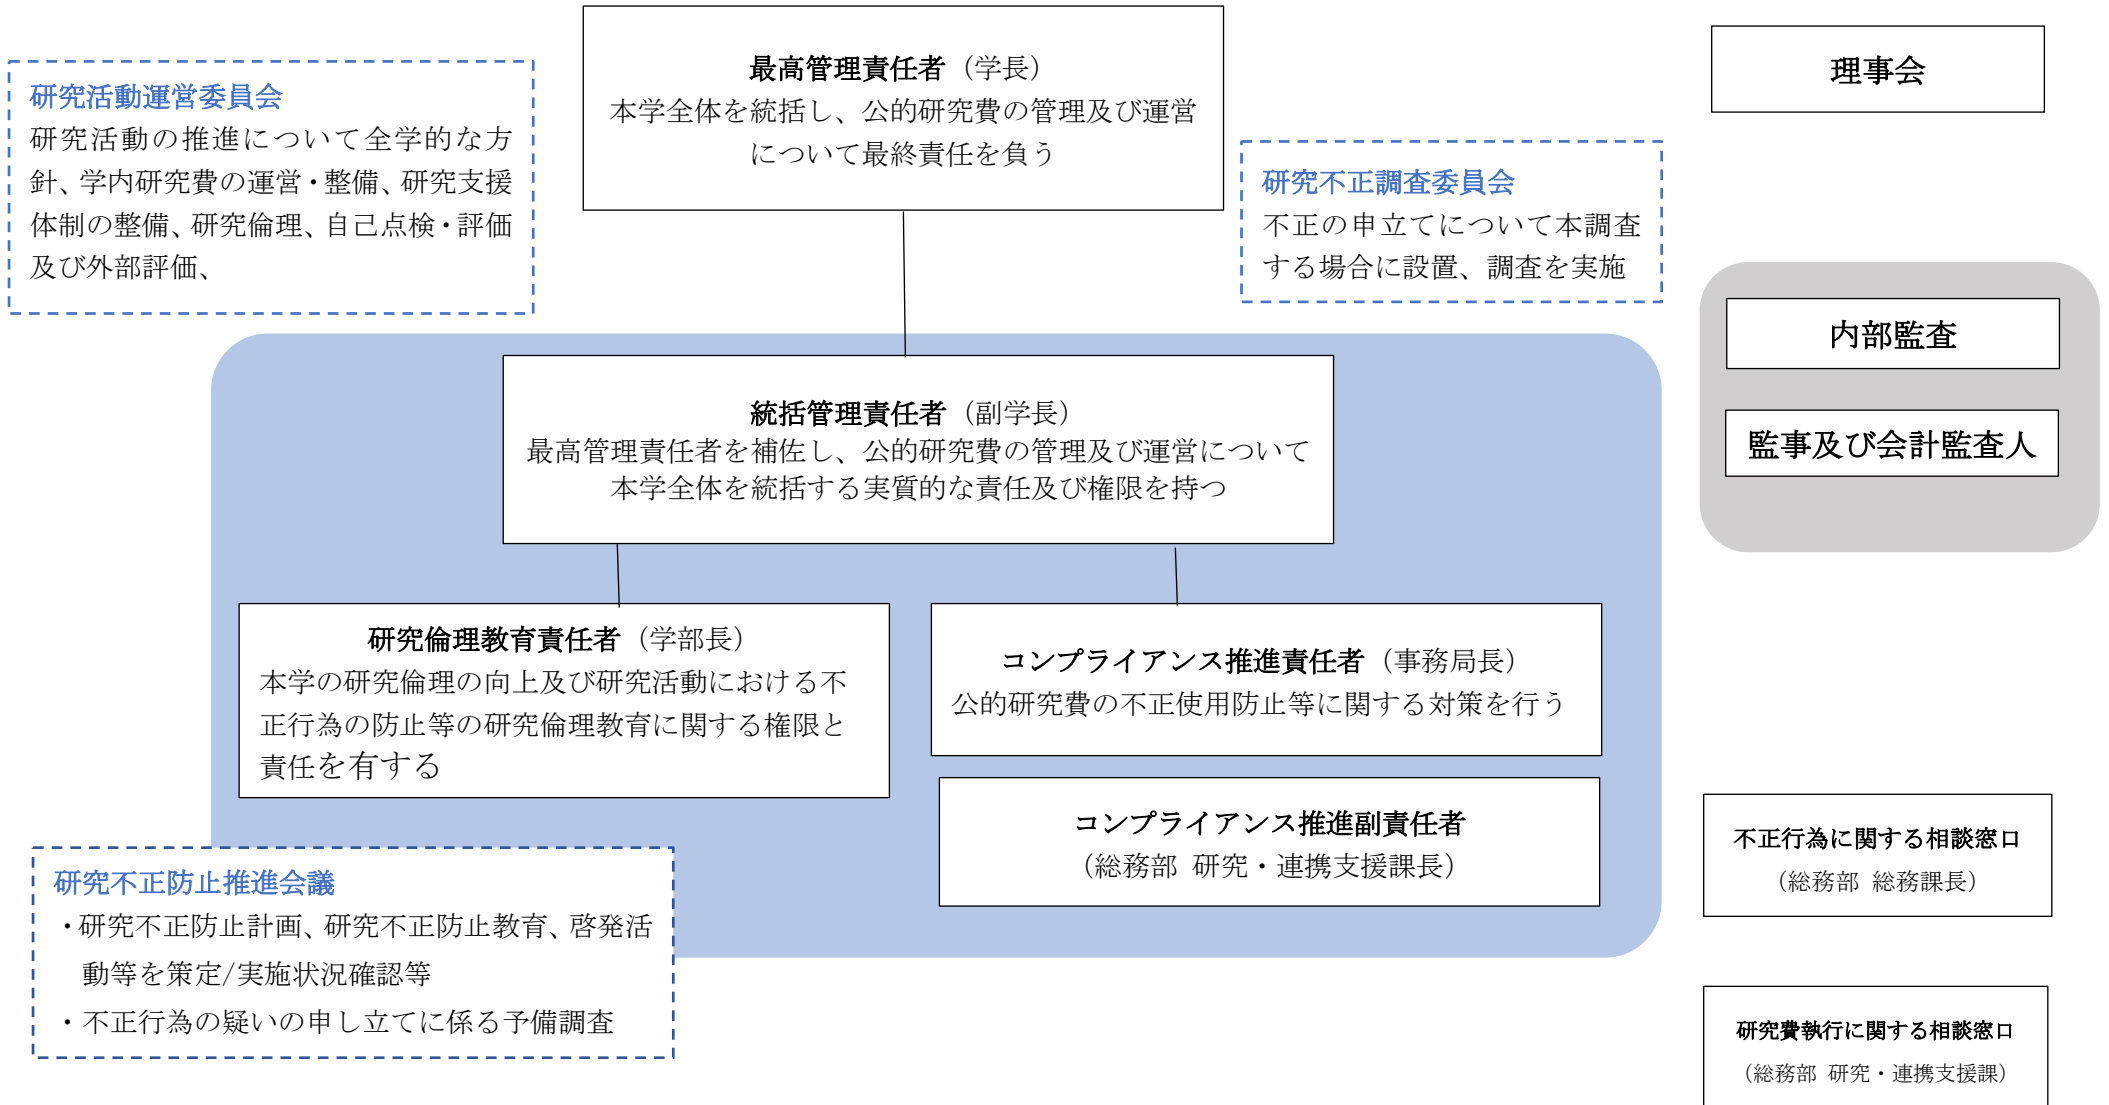 最高管理責任者（学長）
本学全体を統括し、公的研究費の管理及び運営
について最終責任を負う
理事会
研究活動運営委員会
研究活動の推進について全学的な方
針、学内研究費の運営・整備、研究支援
体制の整備、研究倫理、自己点検・評価
及び外部評価、
研究不正調査委員会
不正の申立てについて本調査
する場合に設置、調査を実施
内部監査
監事及び会計監査人
統括管理責任者（副学長）
最高管理責任者を補佐し、公的研究費の管理及び運営について
本学全体を統括する実質的な責任及び権限を持つ
研究倫理教育責任者（学部長）
本学の研究倫理の向上及び研究活動における不
正行為の防止等の研究倫理教育に関する権限と
責任を有する
コンプライアンス推進責任者（事務局長）
公的研究費の不正使用防止等に関する対策を行う
コンプライアンス推進副責任者
（総務部 研究・連携支援課長）
不正行為に関する相談窓口
（総務部 総務課長）
研究不正防止推進会議
・研究不正防止計画、研究不正防止教育、啓発活
動等を策定/実施状況確認等
・不正行為の疑いの申し立てに係る予備調査
研究費執行に関する相談窓口
（総務部 研究・連携支援課）